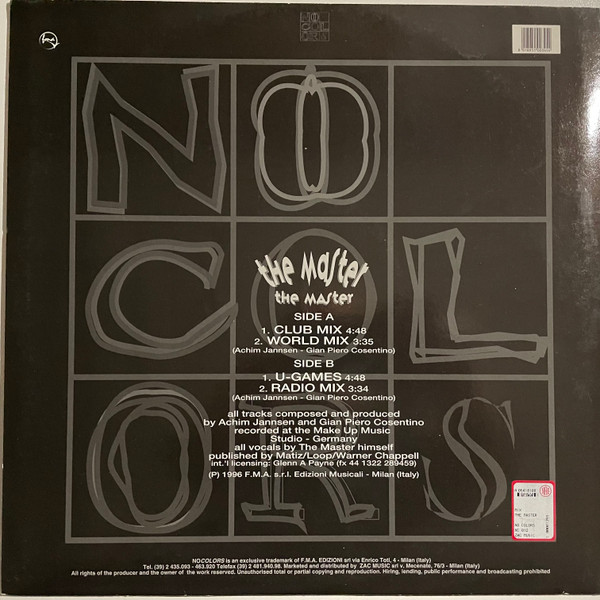 NO
COL
ORS
the Master
the Master
SIDE A
1. CLUB MIX 4:48
2. WORLD MIX 3:35
(Achim Jannsen - Gian Piero Cosentino)
SIDE B
1. U-GAMES 4:48
2. RADIO MIX 3:34
(Achim Jannsen - Gian Piero Cosentino)
all tracks composed and produced
by Achim Jannsen and Gian Piero Cosentino
recorded at the Make Up Music
Studio - Germany
all vocals by The Master himself
published by Matiz/Loop/Warner Chappell
int.'l licensing: Glenn A Payne (fx 44 1322 289459)
(P) 1996 F.M.A. s.r.l. Edizioni Musicali - Milan (Italy)
THE MASTER
NO COLORS
NOCOLORS is an exclusive trademark of F.M.A. EDIZIONI srl via Enrico Toti, 4 - Milan (Italy)
Tel. (39) 2 435.093 - 463.920 Telefax (39) 2 481.940.98. Marketed and distributed by ZAC MUSIC srl v. Mecenate, 76/3 - Milan (Italy)
All rights of the producer and the owner of the work reserved. Unauthorised total or partial copying and reproduction. Hiring, lending, public performance and broadcasting prohibited